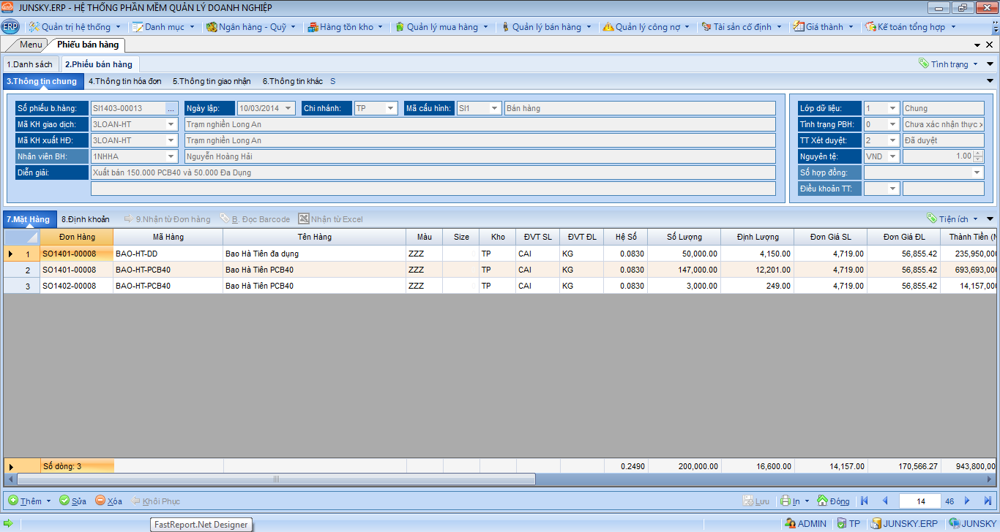 JUNSKY.ERP - HỆ THỐNG PHẦN MỀM QUẢN LÝ DOANH NGHIỆP
ERP Quản trị hệ thống Danh mục Ngân hàng - Quỹ Hàng tồn kho Quản lý mua hàng Quản lý bán hàng Quản lý công nợ Tài sản cố định Giá thành Kế toán tổng hợp
Menu Phiếu bán hàng
1.Danh sách 2.Phiếu bán hàng Tình trạng
3.Thông tin chung 4.Thông tin hóa đơn 5.Thông tin giao nhận 6.Thông tin khác S
Số phiếu b.hàng: SI1403-00013 ... Ngày lập: 10/03/2014 Chi nhánh: TP Mã cấu hình: SI1 Bán hàng Lớp dữ liệu: 1 Chung
Mã KH giao dịch: 3LOAN-HT Trạm nghiền Long An Tình trạng PBH: 0 Chưa xác nhận thực x
Mã KH xuất HĐ: 3LOAN-HT Trạm nghiền Long An TT Xét duyệt: 2 Đã duyệt
Nhân viên BH: 1NHHA Nguyễn Hoàng Hải Nguyên tệ: VND 1.00
Diễn giải: Xuất bán 150.000 PCB40 và 50.000 Đa Dụng Số hợp đồng:
Điều khoản TT:
7.Mặt Hàng 8.Định khoản 9.Nhận từ Đơn hàng B. Đọc Barcode Nhận từ Excel Tiện ích
Đơn Hàng Mã Hàng Tên Hàng Màu Size Kho ĐVT SL ĐVT ĐL Hệ Số Số Lượng Định Lượng Đơn Giá SL Đơn Giá ĐL Thành Tiền (N
1 SO1401-00008 BAO-HT-DD Bao Hà Tiên đa dụng ZZZ TP CAI KG 0.0830 50,000.00 4,150.00 4,719.00 56,855.42 235,950,000
2 SO1401-00008 BAO-HT-PCB40 Bao Hà Tiên PCB40 ZZZ TP CAI KG 0.0830 147,000.00 12,201.00 4,719.00 56,855.42 693,693,000
3 SO1402-00008 BAO-HT-PCB40 Bao Hà Tiên PCB40 ZZZ TP CAI KG 0.0830 3,000.00 249.00 4,719.00 56,855.42 14,157,000
Số dòng: 3 0.2490 200,000.00 16,600.00 14,157.00 170,566.27 943,800,00
Thêm Sửa Xóa Khôi Phục Lưu In Đóng 14 46
FastReport.Net Designer ADMIN TP JUNSKY.ERP JUNSKY